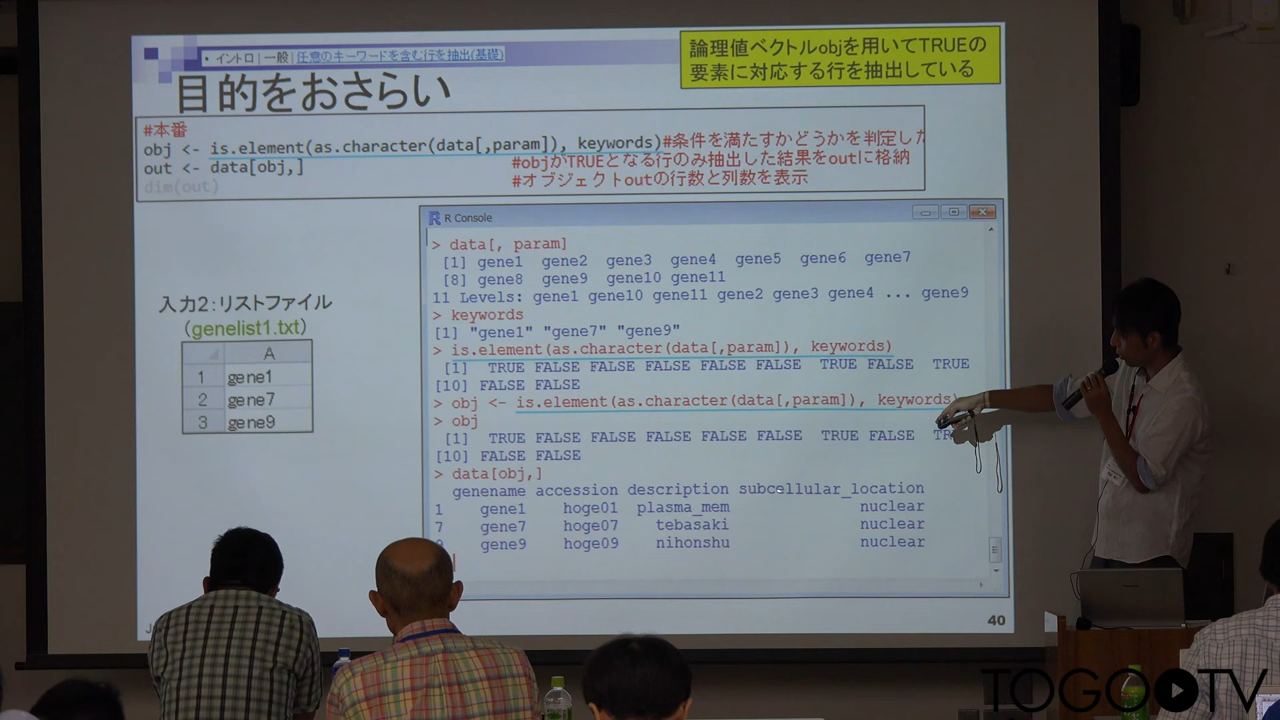 • イントロ | 一般 | 任意のキーワードを含む行を抽出(基礎)
論理値ベクトルobjを用いてTRUEの
要素に対応する行を抽出している
目的をおさらい
#本番
obj <- is.element(as.character(data[,param]), keywords)#条件を満たすかどうかを判定した
out <- data[obj,] #objがTRUEとなる行のみ抽出した結果をoutに格納
dim(out) #オブジェクトoutの行数と列数を表示
入力2：リストファイル
(genelist1.txt)
A
1 gene1
2 gene7
3 gene9
R Console
> data[, param]
[1] gene1 gene2 gene3 gene4 gene5 gene6 gene7
[8] gene8 gene9 gene10 gene11
11 Levels: gene1 gene10 gene11 gene2 gene3 gene4 ... gene9
> keywords
[1] "gene1" "gene7" "gene9"
> is.element(as.character(data[,param]), keywords)
[1] TRUE FALSE FALSE FALSE FALSE FALSE TRUE FALSE TRUE
[10] FALSE FALSE
> obj <- is.element(as.character(data[,param]), keywords)
> obj
[1] TRUE FALSE FALSE FALSE FALSE FALSE TRUE FALSE
[10] FALSE FALSE
> data[obj,]
genename accession description subcellular_location
1 gene1 hoge01 plasma_mem nuclear
7 gene7 hoge07 tebasaki nuclear
9 gene9 hoge09 nihonshu nuclear
40
TOGO TV